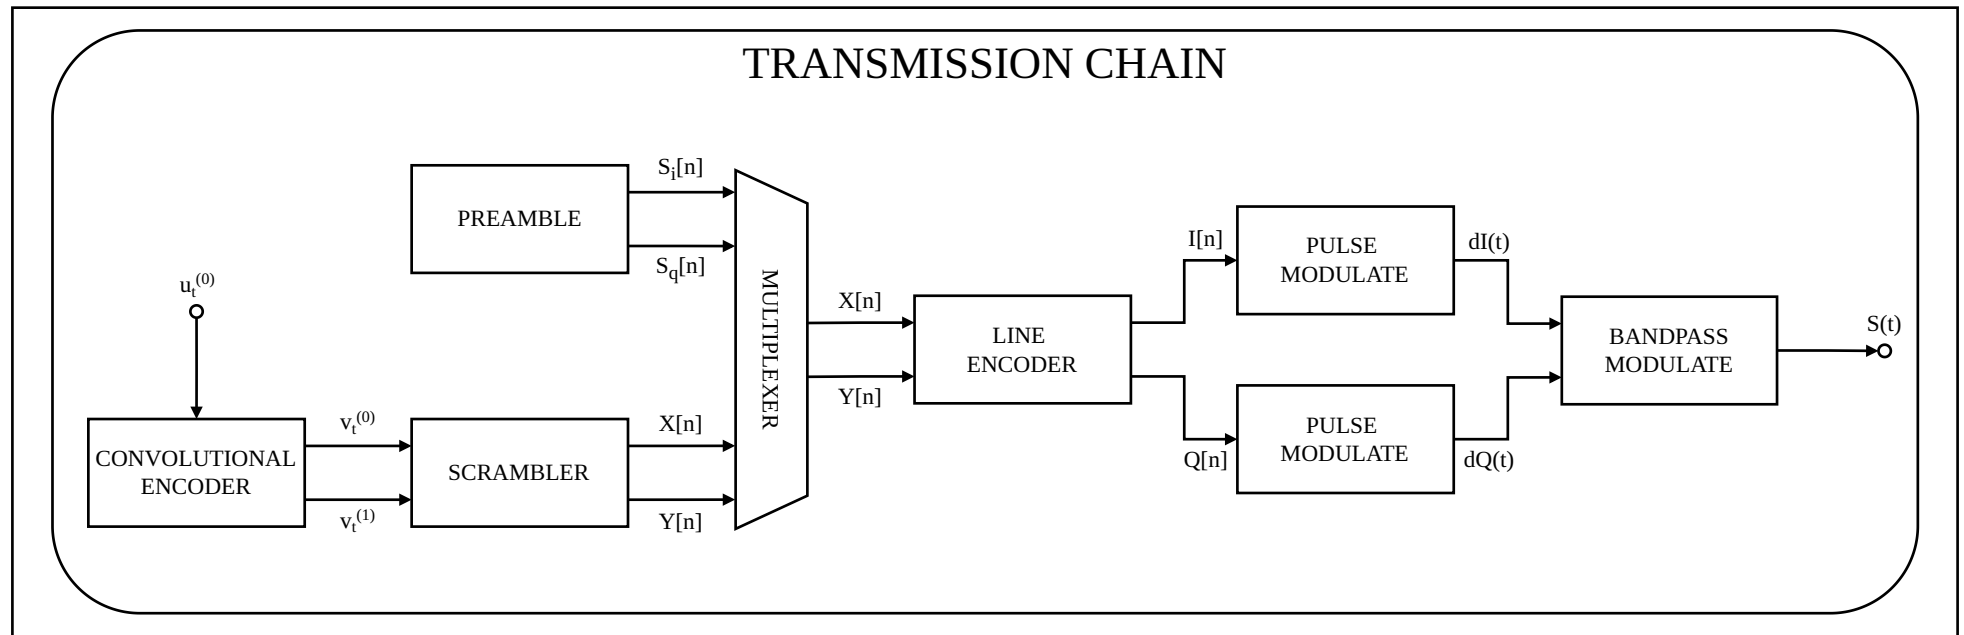 TRANSMISSION CHAIN
PREAMBLE
S_i[n]
S_q[n]
u_t^(0)
CONVOLUTIONAL
ENCODER
v_t^(0)
v_t^(1)
SCRAMBLER
X[n]
Y[n]
MULTIPLEXER
X[n]
Y[n]
LINE
ENCODER
I[n]
Q[n]
PULSE
MODULATE
PULSE
MODULATE
dI(t)
dQ(t)
BANDPASS
MODULATE
S(t)